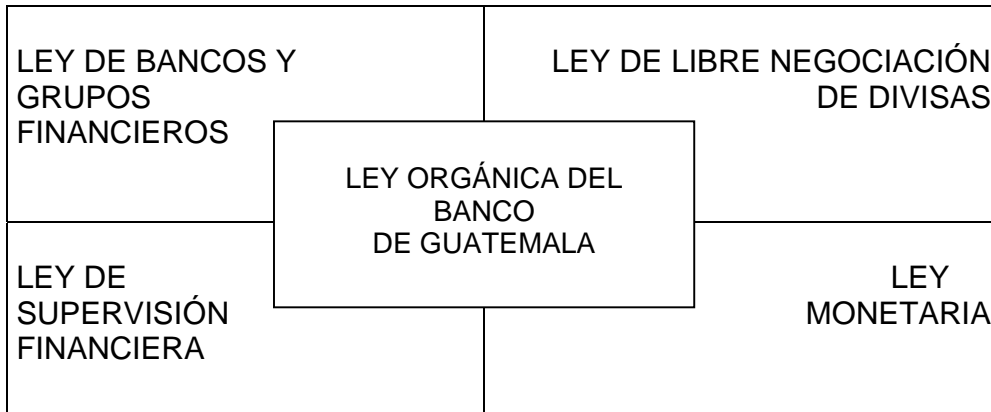 LEY DE BANCOS Y
GRUPOS
FINANCIEROS
LEY DE LIBRE NEGOCIACIÓN
DE DIVISAS
LEY ORGÁNICA DEL
BANCO
DE GUATEMALA
LEY DE
SUPERVISIÓN
FINANCIERA
LEY
MONETARIA